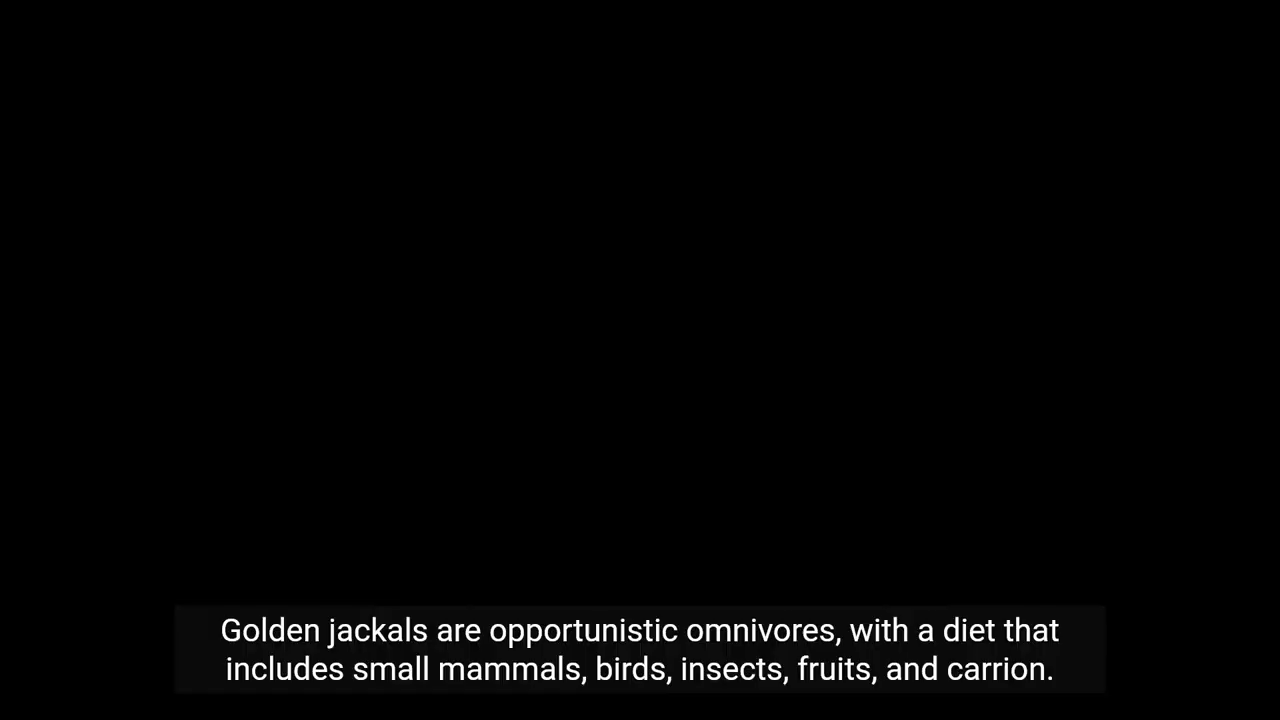 Golden jackals are opportunistic omnivores, with a diet that
includes small mammals, birds, insects, fruits, and carrion.